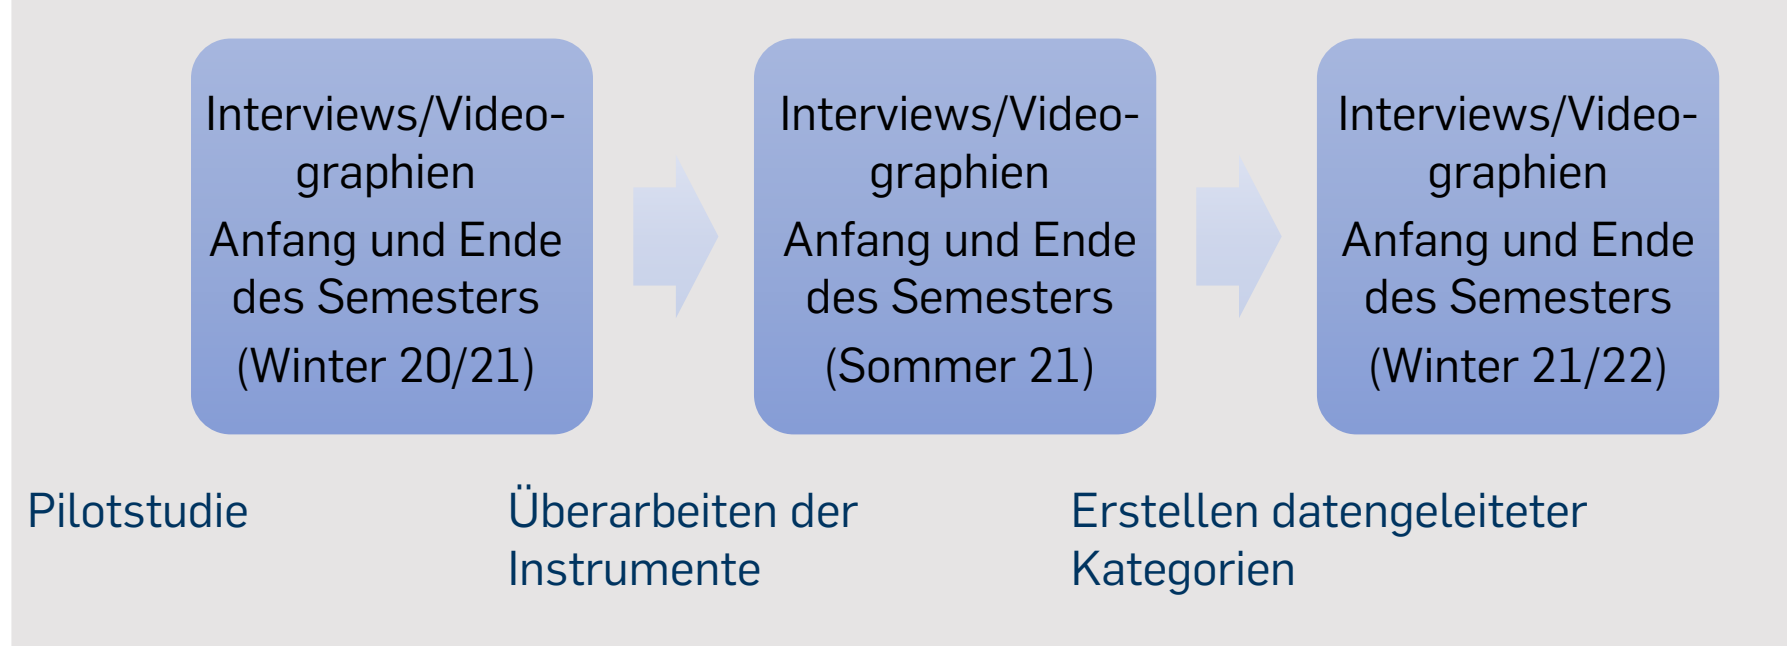 Interviews/Video-
graphien
Anfang und Ende
des Semesters
(Winter 20/21)
Interviews/Video-
graphien
Anfang und Ende
des Semesters
(Sommer 21)
Interviews/Video-
graphien
Anfang und Ende
des Semesters
(Winter 21/22)
Pilotstudie
Überarbeiten der
Instrumente
Erstellen datengeleiteter
Kategorien